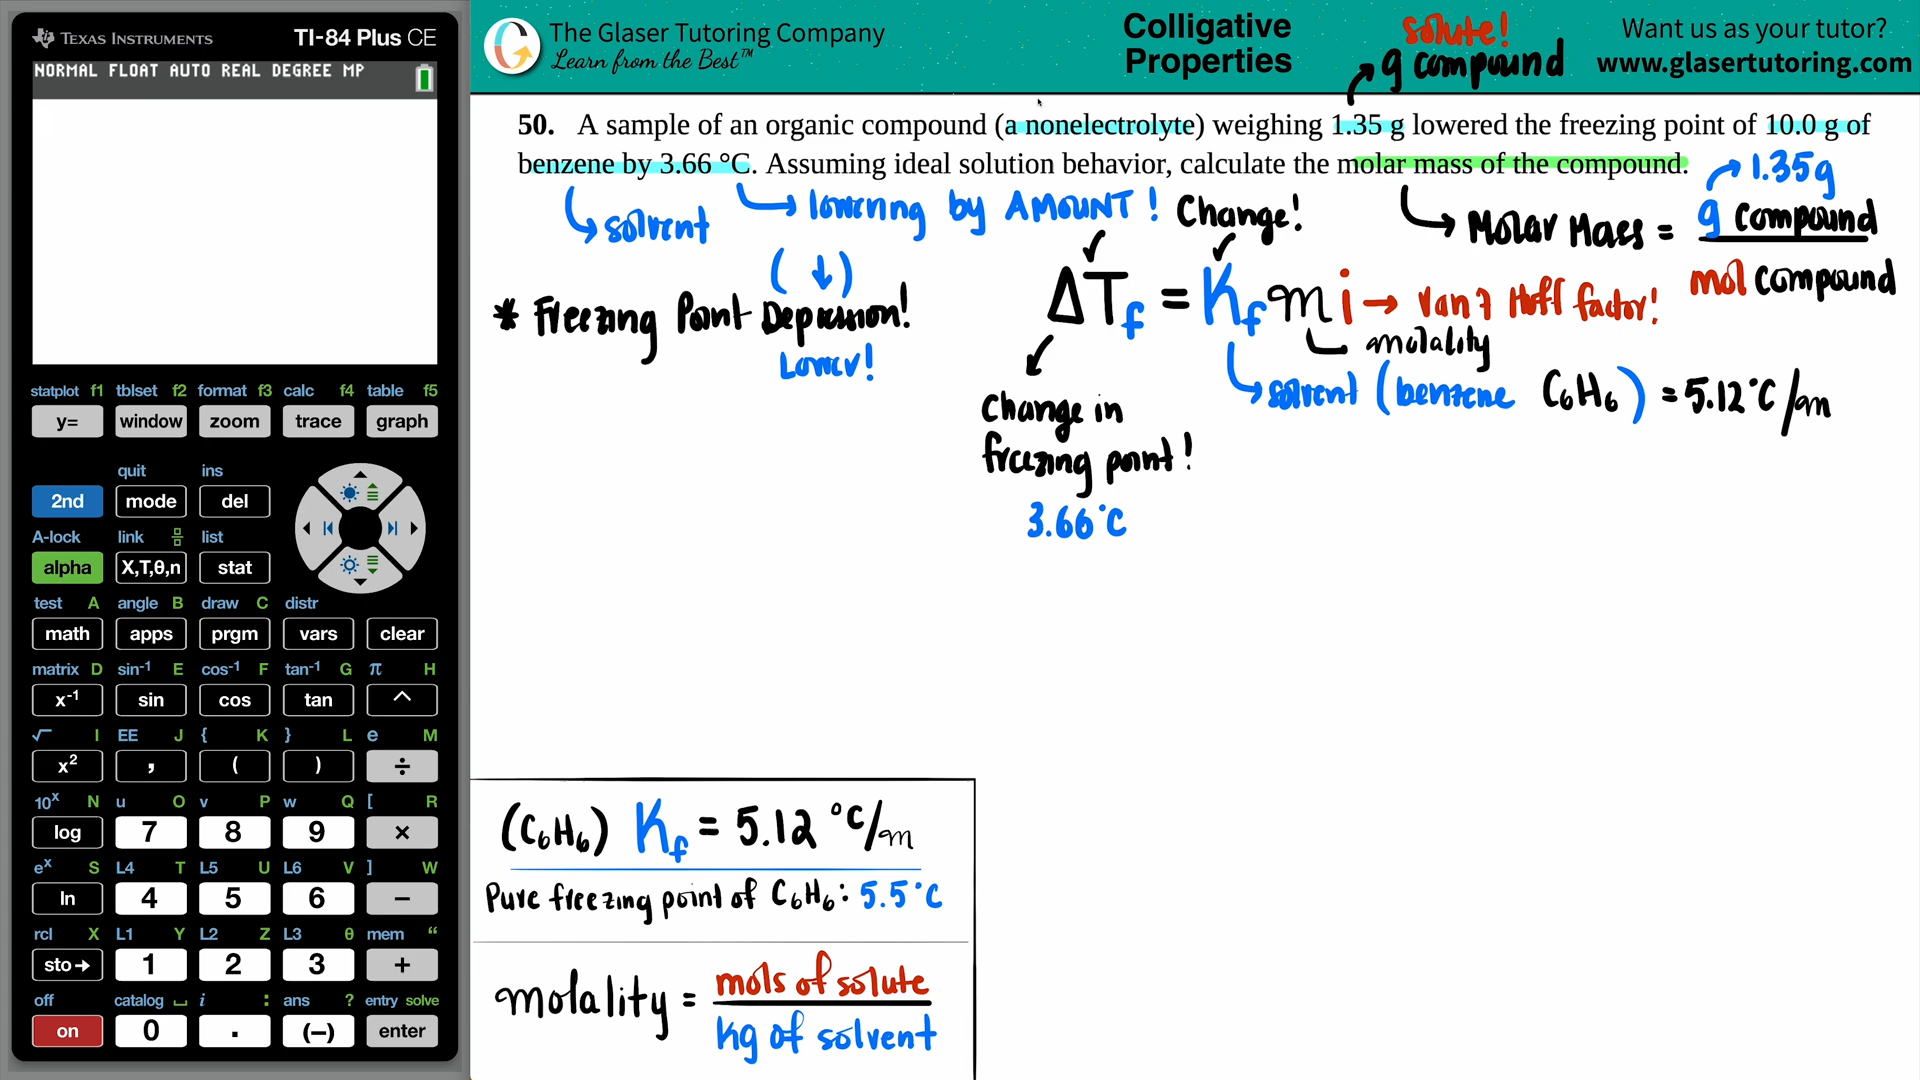 TEXAS INSTRUMENTS TI-84 Plus CE
NORMAL FLOAT AUTO REAL DEGREE MP
statplot f1 tblset f2 format f3 calc f4 table f5
y= window zoom trace graph
quit ins
2nd mode del
A-lock link list
alpha X,T,θ,n stat
test A angle B draw C distr
math apps prgm vars clear
matrix D sin⁻¹ E cos⁻¹ F tan⁻¹ G π H
x⁻¹ sin cos tan ^
√ I EE J { K } L e M
x² , ( ) ÷
10ˣ N u O v P w Q [ R
log 7 8 9 ×
eˣ S L4 T L5 U L6 V ] W
ln 4 5 6 −
rcl X L1 Y L2 Z L3 θ mem "
sto→ 1 2 3 +
off catalog ⎵ i : ans ? entry solve
on 0 . (−) enter
The Glaser Tutoring Company
Learn from the Best™
Colligative
Properties
solute!
g compound
Want us as your tutor?
www.glasertutoring.com
50. A sample of an organic compound (a nonelectrolyte) weighing 1.35 g lowered the freezing point of 10.0 g of
benzene by 3.66 °C. Assuming ideal solution behavior, calculate the molar mass of the compound.
→ 1.35g
↳ solvent
↳ lowering by AMOUNT! Change!
↳ Molar Mass = g compound
mol compound
(↓)
* Freezing Point Depression!
Lower!
ΔTf = Kf m i → van't Hoff factor!
molality
↳ solvent (benzene C₆H₆) = 5.12°C/m
Change in
freezing point!
3.66°C
(C₆H₆) Kf = 5.12 °C/m
Pure freezing point of C₆H₆: 5.5°C
molality = mols of solute
kg of solvent